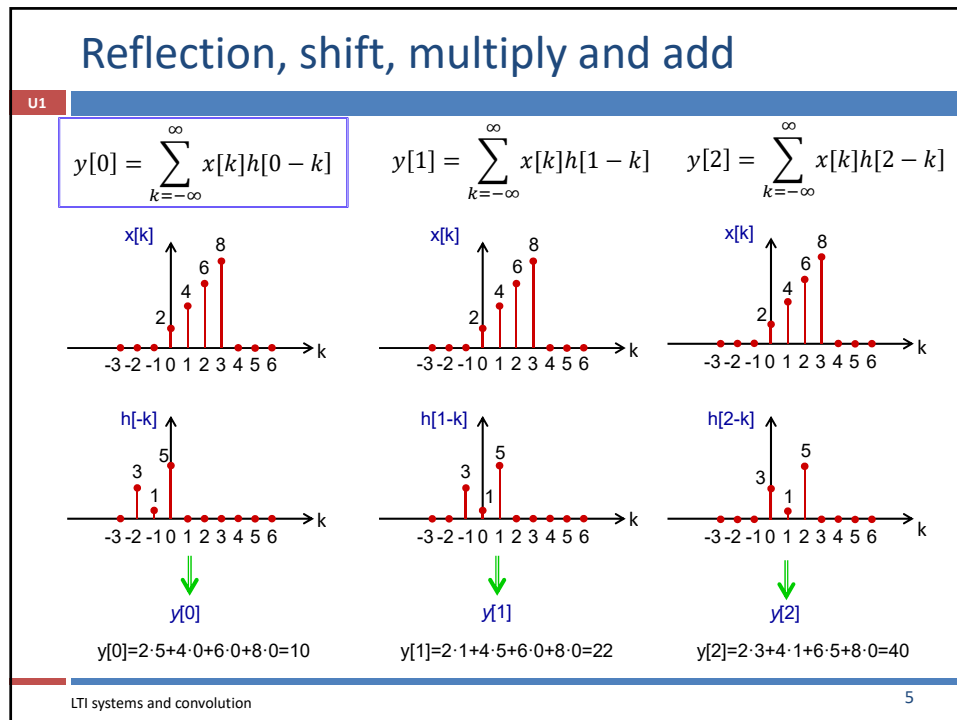 Reflection, shift, multiply and add
U1
y[0] = ∑_{k=-∞}^{∞} x[k]h[0 − k]
y[1] = ∑_{k=-∞}^{∞} x[k]h[1 − k]
y[2] = ∑_{k=-∞}^{∞} x[k]h[2 − k]
x[k]
2 4 6 8
-3 -2 -1 0 1 2 3 4 5 6 k
x[k]
2 4 6 8
-3 -2 -1 0 1 2 3 4 5 6 k
x[k]
2 4 6 8
-3 -2 -1 0 1 2 3 4 5 6 k
h[-k]
3 1 5
-3 -2 -1 0 1 2 3 4 5 6 k
h[1-k]
3 1 5
-3 -2 -1 0 1 2 3 4 5 6 k
h[2-k]
3 1 5
-3 -2 -1 0 1 2 3 4 5 6 k
y[0]
y[1]
y[2]
y[0]=2·5+4·0+6·0+8·0=10
y[1]=2·1+4·5+6·0+8·0=22
y[2]=2·3+4·1+6·5+8·0=40
LTI systems and convolution
5